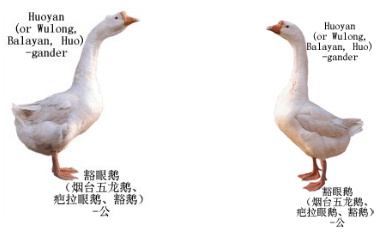 Huoyan
(or Wulong,
Balayan, Huo)
-gander
豁眼鹅
（烟台五龙鹅、
疤拉眼鹅、豁鹅）
-公
Huoyan
(or Wulong,
Balayan, Huo)
-gander
豁眼鹅
（烟台五龙鹅、
疤拉眼鹅、豁鹅）
-公